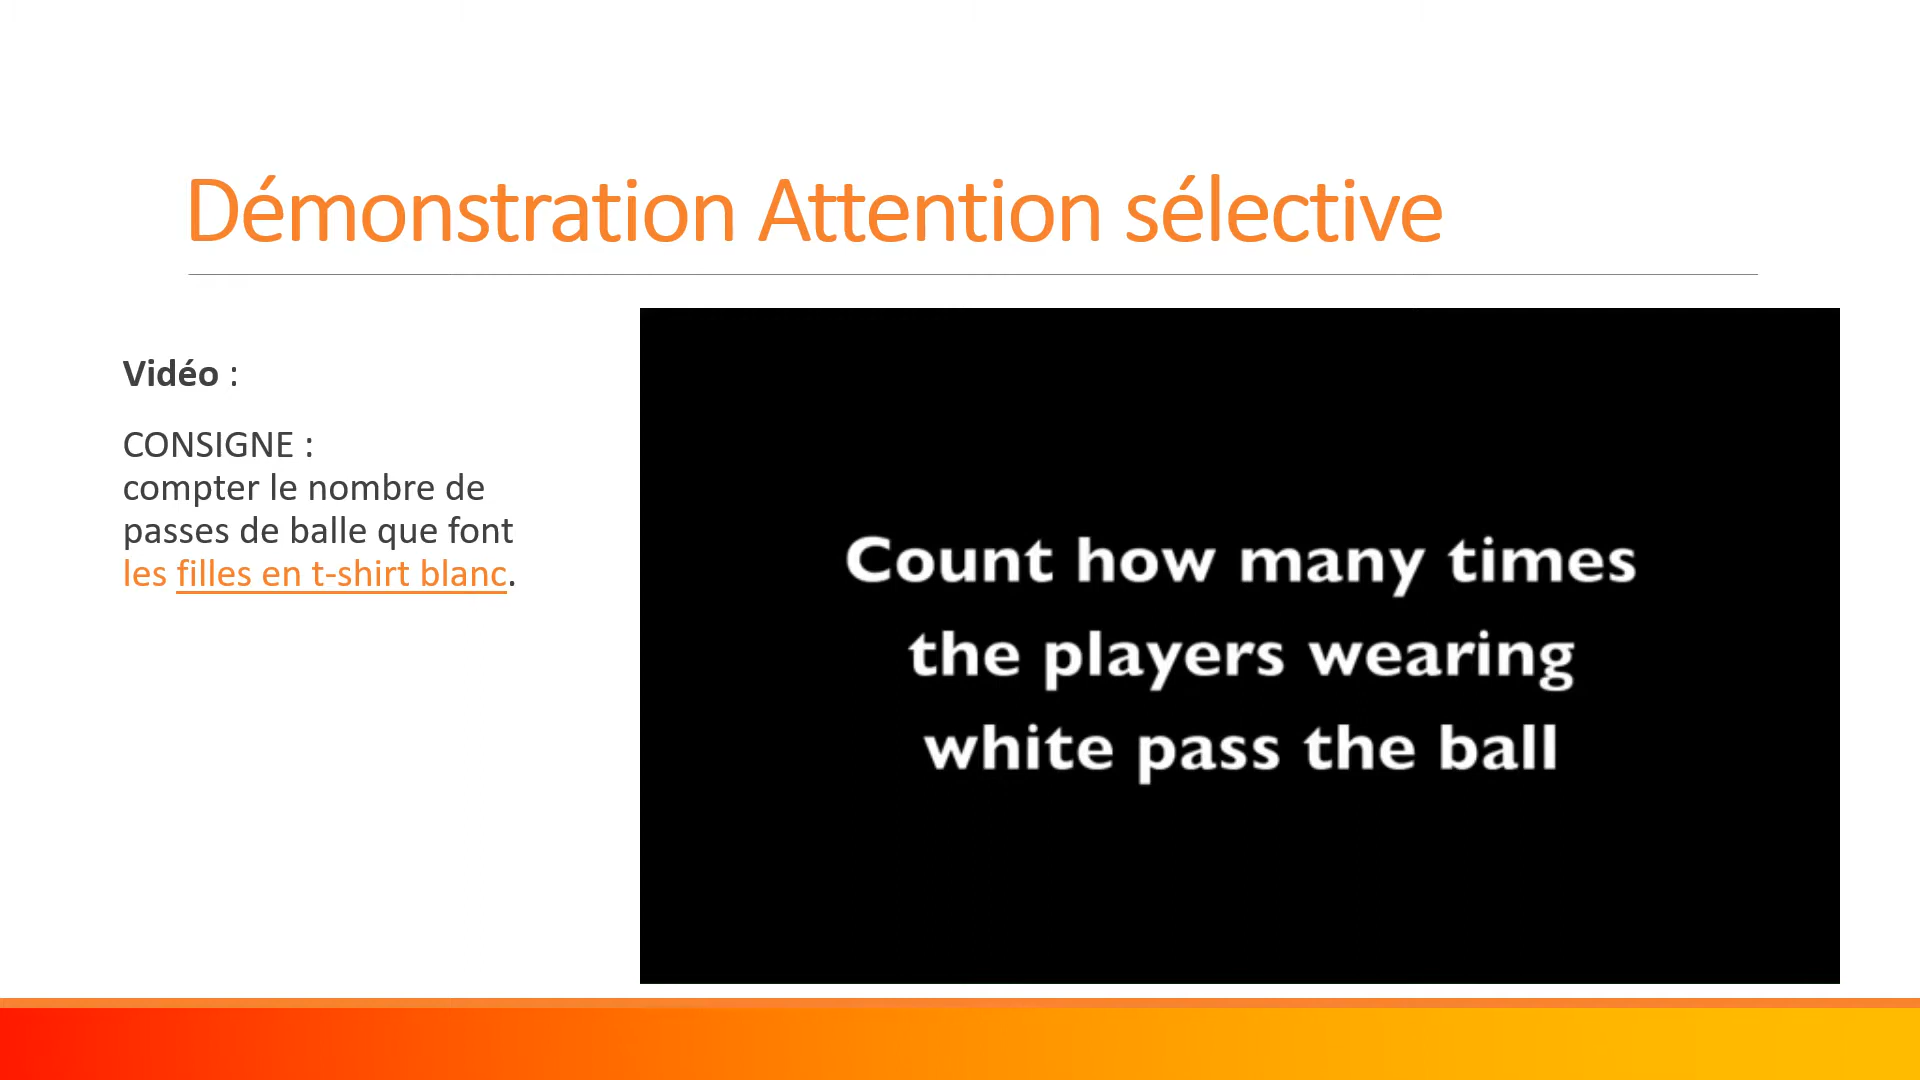 Démonstration Attention sélective
Vidéo :
CONSIGNE :
compter le nombre de
passes de balle que font
les filles en t-shirt blanc.
Count how many times
the players wearing
white pass the ball